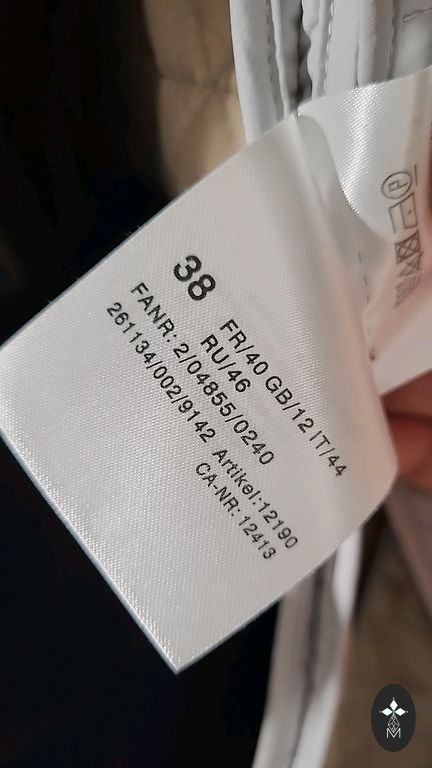 38
FR/40 GB/12 IT/44
RU/46
FANR: 2/04855/0240
261134/002/9142 Artikel:12190
CA-NR: 12413
P
M